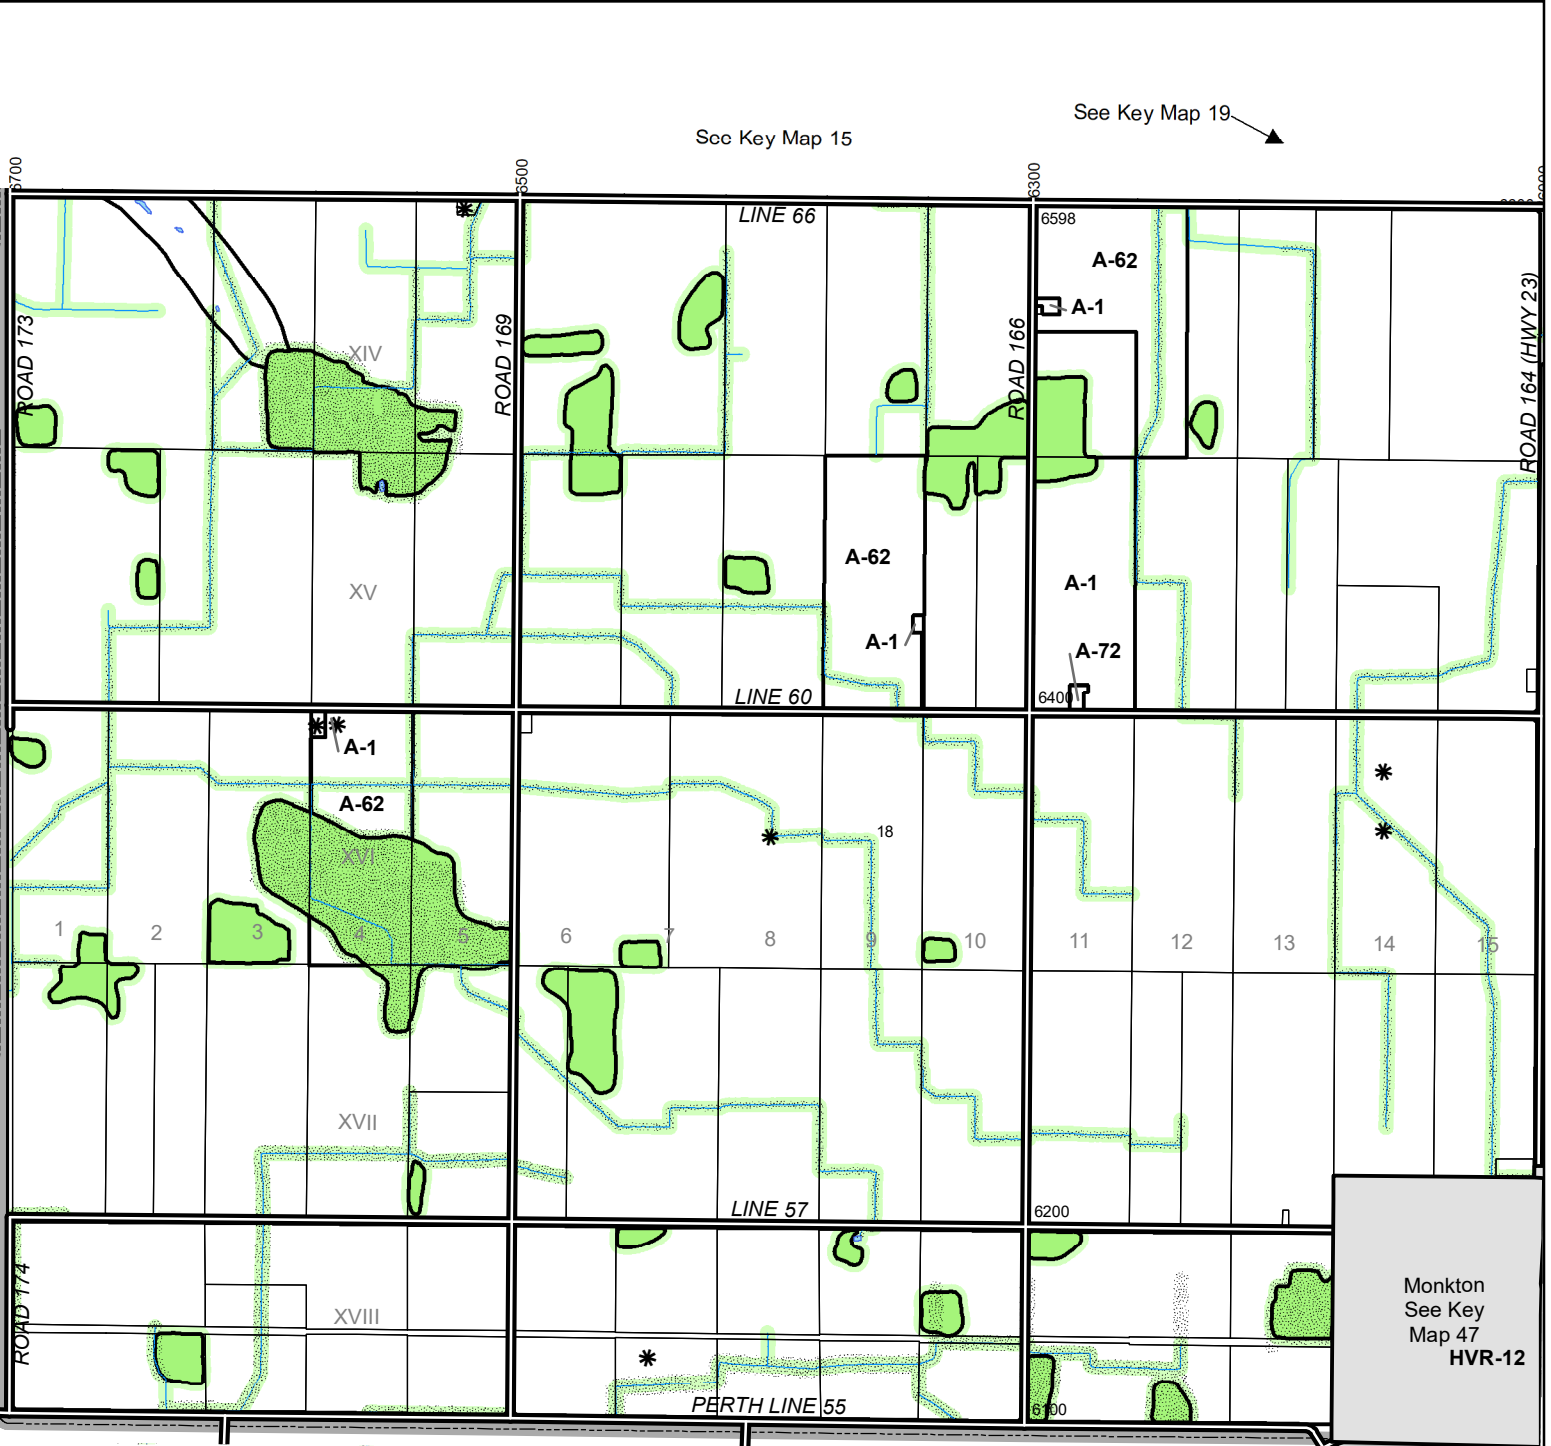 See Key Map 19
See Key Map 15
6700
6500
6300
LINE 66
6598
A-62
A-1
ROAD 173
XIV
ROAD 169
ROAD 166
ROAD 164 (HWY 23)
XV
A-62
A-1
A-1
A-72
LINE 60
6400
A-1
A-62
18
XVI
1
2
3
4
5
6
7
8
9
10
11
12
13
14
15
XVII
LINE 57
6200
ROAD 174
XVIII
Monkton
See Key
Map 47
HVR-12
PERTH LINE 55
6100